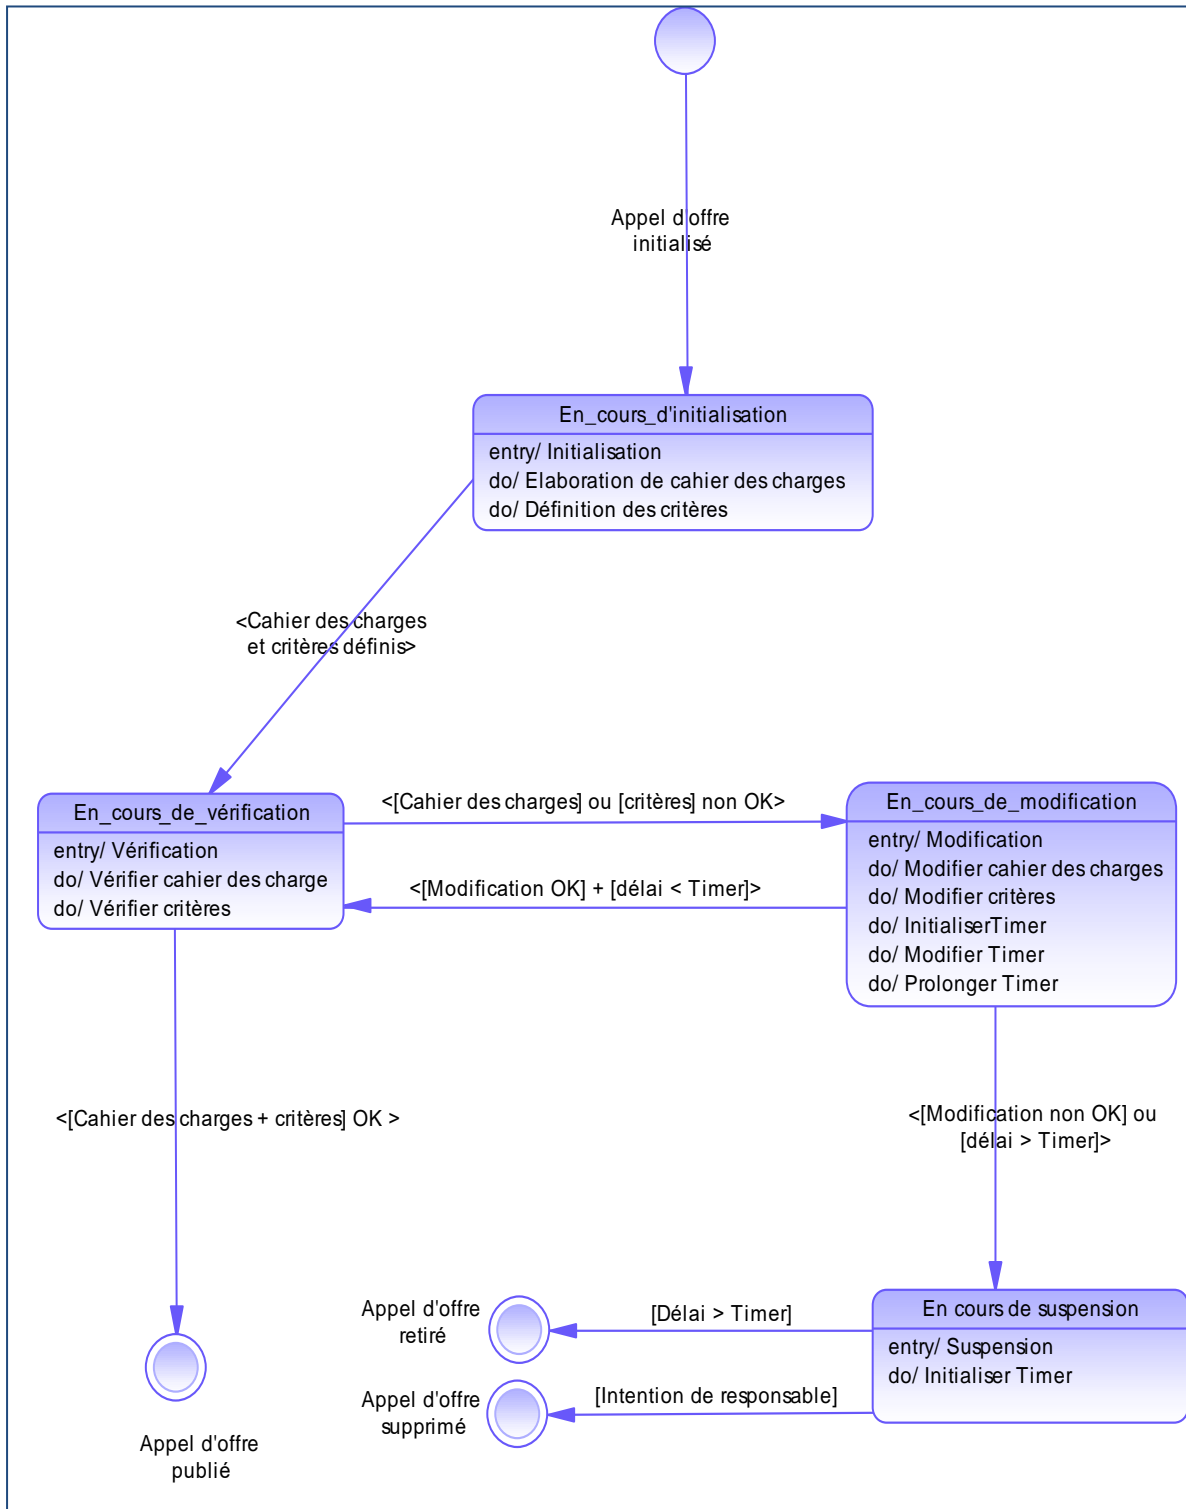 Appel d'offre
initialisé
En_cours_d'initialisation
entry/ Initialisation
do/ Elaboration de cahier des charges
do/ Définition des critères
<Cahier des charges
et critères définis>
En_cours_de_vérification
entry/ Vérification
do/ Vérifier cahier des charge
do/ Vérifier critères
<[Cahier des charges] ou [critères] non OK>
<[Modification OK] + [délai < Timer]>
En_cours_de_modification
entry/ Modification
do/ Modifier cahier des charges
do/ Modifier critères
do/ InitialiserTimer
do/ Modifier Timer
do/ Prolonger Timer
<[Cahier des charges + critères] OK >
<[Modification non OK] ou
[délai > Timer]>
Appel d'offre
retiré
[Délai > Timer]
En cours de suspension
entry/ Suspension
do/ Initialiser Timer
Appel d'offre
supprimé
[Intention de responsable]
Appel d'offre
publié